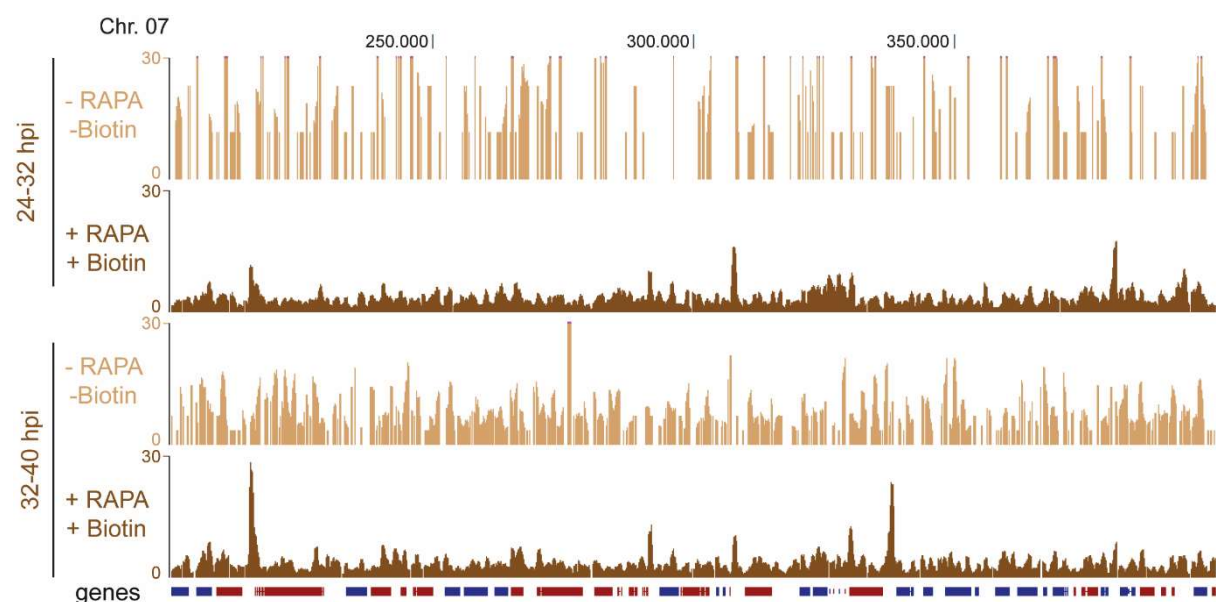 Chr. 07
250.000 300.000 350.000
24-32 hpi
30
- RAPA
-Biotin
0
30
+ RAPA
+ Biotin
0
32-40 hpi
30
- RAPA
-Biotin
0
30
+ RAPA
+ Biotin
0
genes